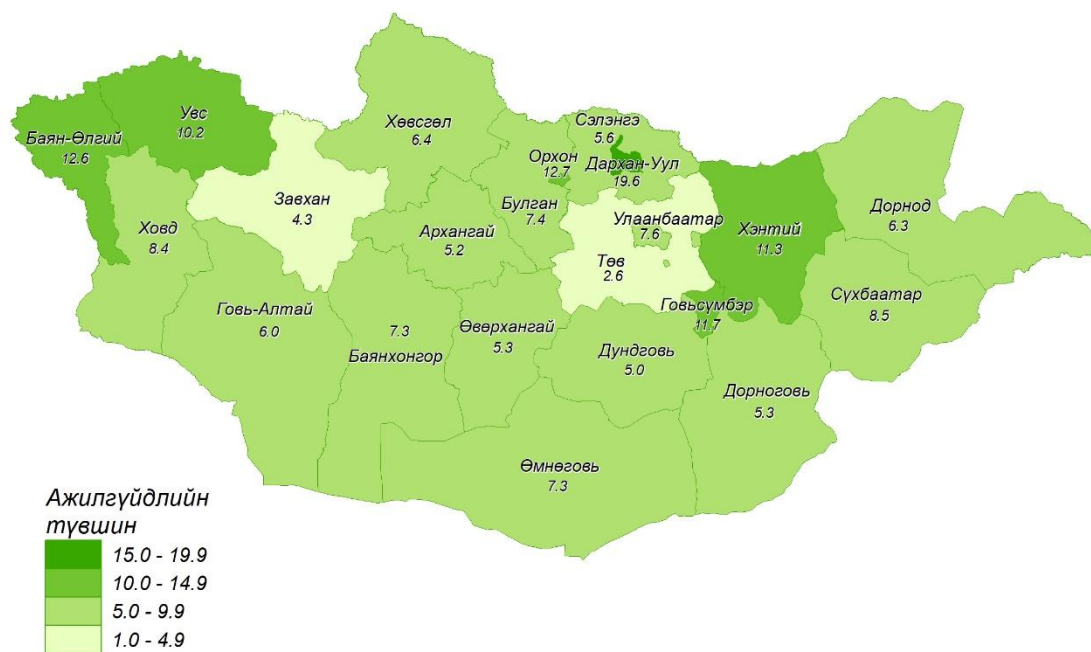 Увс
10.2
Баян-Өлгий
12.6
Ховд
8.4
Завхан
4.3
Хөвсгөл
6.4
Говь-Алтай
6.0
Архангай
5.2
7.3
Баянхонгор
Өвөрхангай
5.3
Булган
7.4
Орхон
12.7
Сэлэнгэ
5.6
Дархан-Уул
19.6
Улаанбаатар
7.6
Төв
2.6
Говьсүмбэр
11.7
Хэнтий
11.3
Дорнод
6.3
Сүхбаатар
8.5
Дундговь
5.0
Дорноговь
5.3
Өмнөговь
7.3
Ажилгүйдлийн
түвшин
15.0 - 19.9
10.0 - 14.9
5.0 - 9.9
1.0 - 4.9